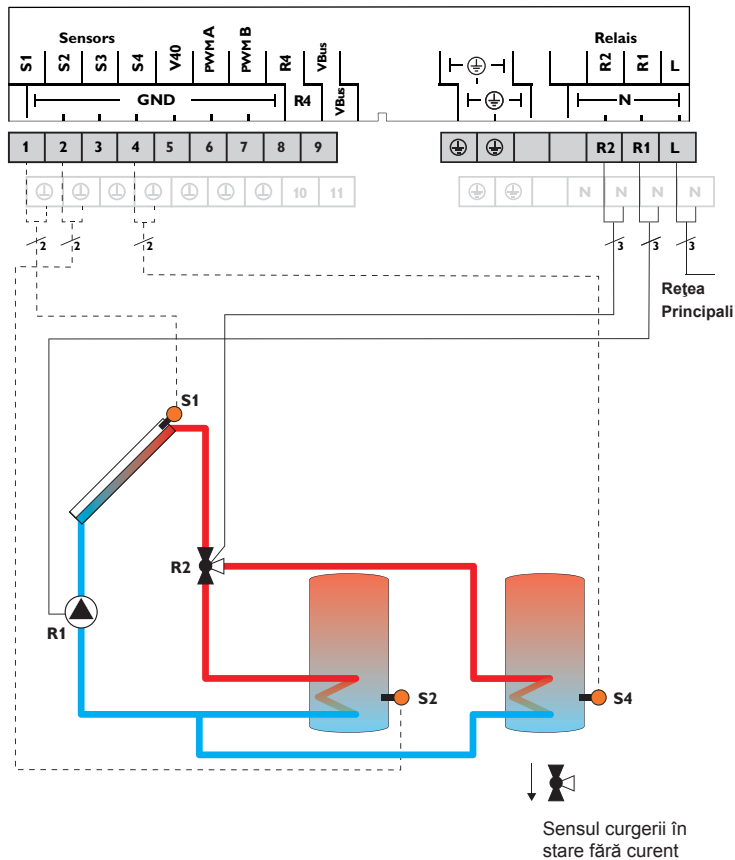 Sensors
Relais
S1 S2 S3 S4 V40 PWM A PWM B R4 VBus
R2 R1 L
GND
R4 VBus
N
1 2 3 4 5 6 7 8 9
R2 R1 L
10 11
N N N N
2 2 2
3 3 3
Reţea
Principali
S1
R2
R1
S2
S4
Sensul curgerii în
stare fără curent